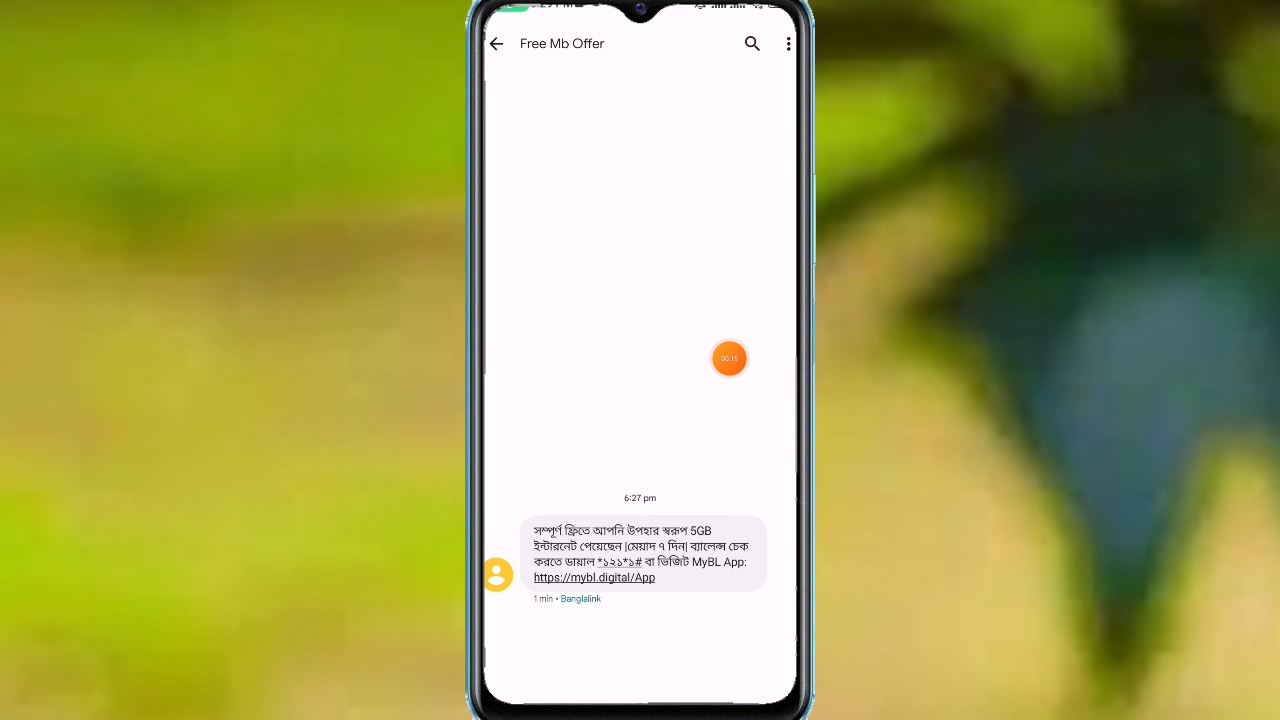 Free Mb Offer
00:15
6:27 pm
সম্পূর্ণ ফ্রিতে আপনি উপহার স্বরূপ 5GB
ইন্টারনেট পেয়েছেন |মেয়াদ ৭ দিন| ব্যালেন্স চেক
করতে ডায়াল *১২১*১# বা ভিজিট MyBL App:
https://mybl.digital/App
1 min • Banglalink